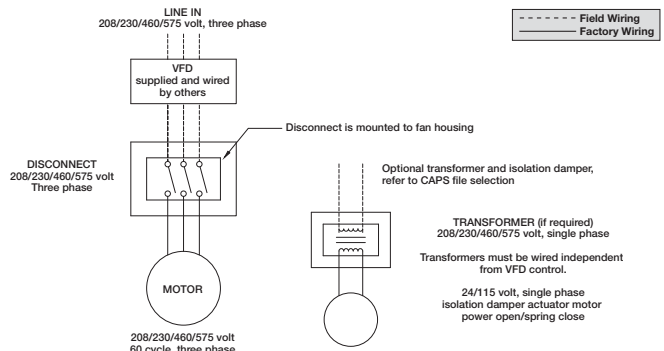 LINE IN
208/230/460/575 volt, three phase
Field Wiring
Factory Wiring
VFD
supplied and wired
by others
Disconnect is mounted to fan housing
DISCONNECT
208/230/460/575 volt
Three phase
Optional transformer and isolation damper,
refer to CAPS file selection
TRANSFORMER (if required)
208/230/460/575 volt, single phase
Transformers must be wired independent
from VFD control.
MOTOR
24/115 volt, single phase
isolation damper actuator motor
power open/spring close
208/230/460/575 volt
60 cycle, three phase